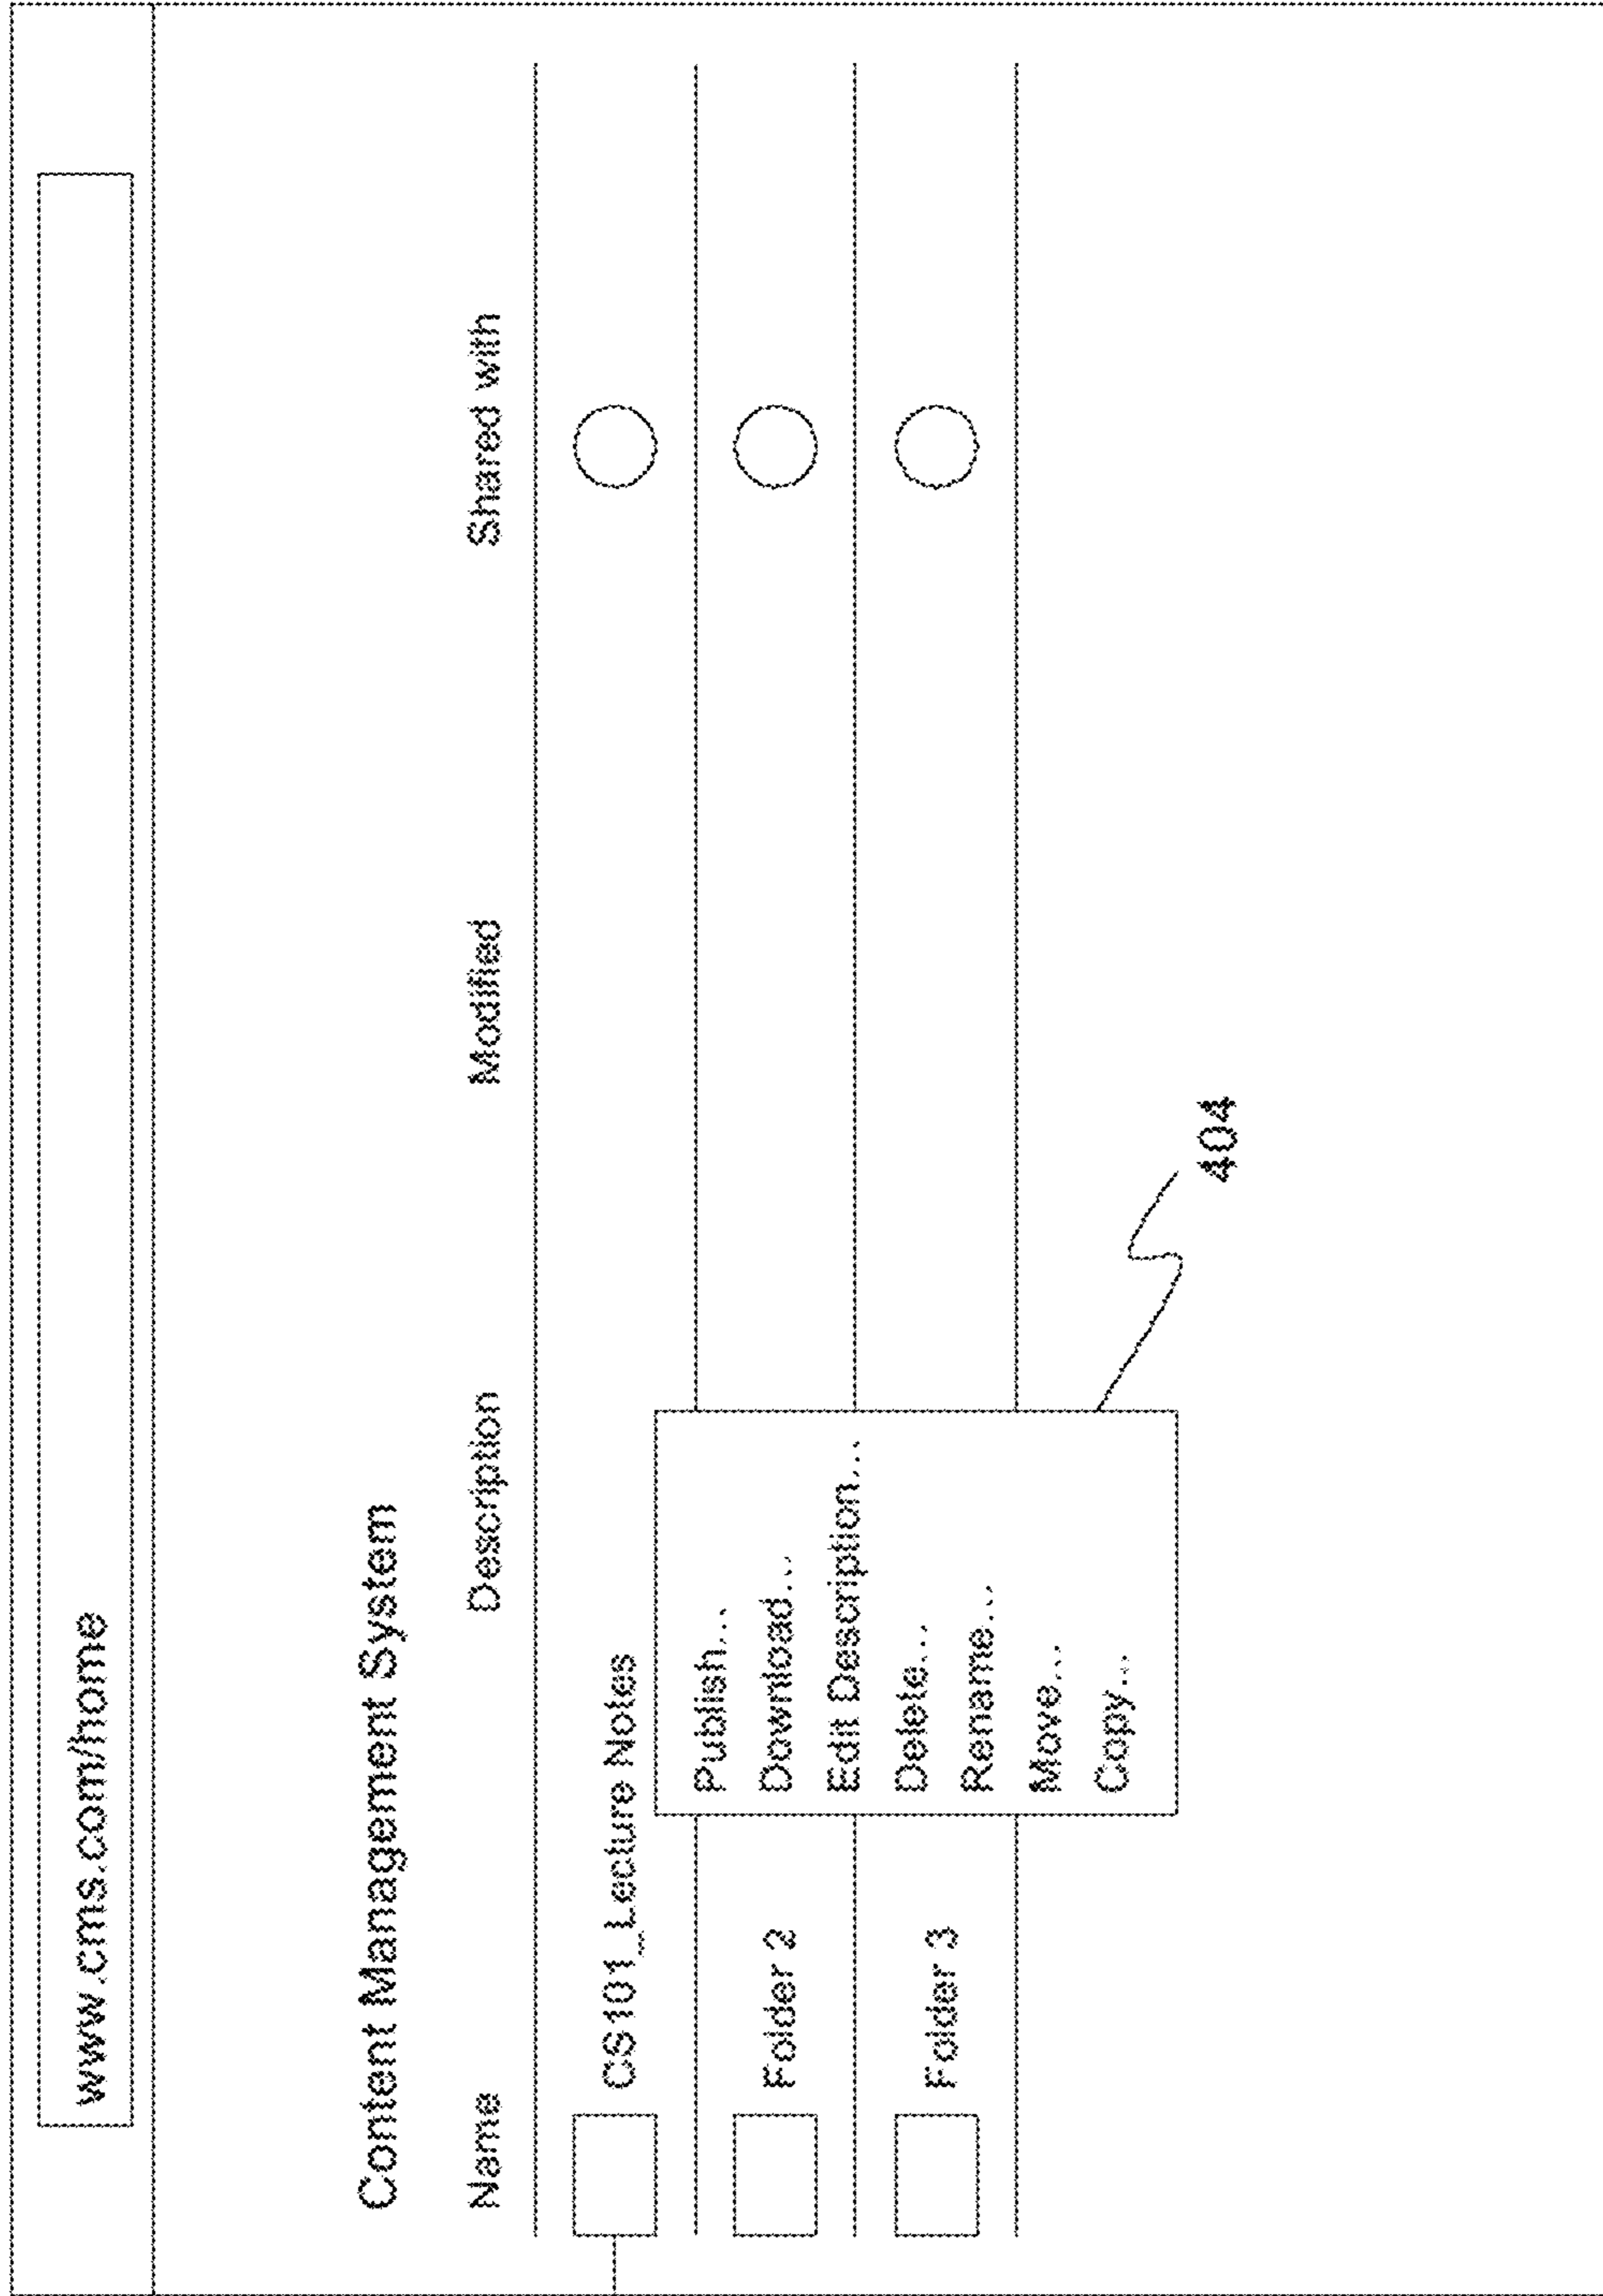 www.cms.com/home
Content Management System
Name Description Modified Shared with
CS101_Lecture Notes
Publish...
Download...
Folder 2
Edit Description...
Delete...
Folder 3
Rename...
Move...
Copy...
404